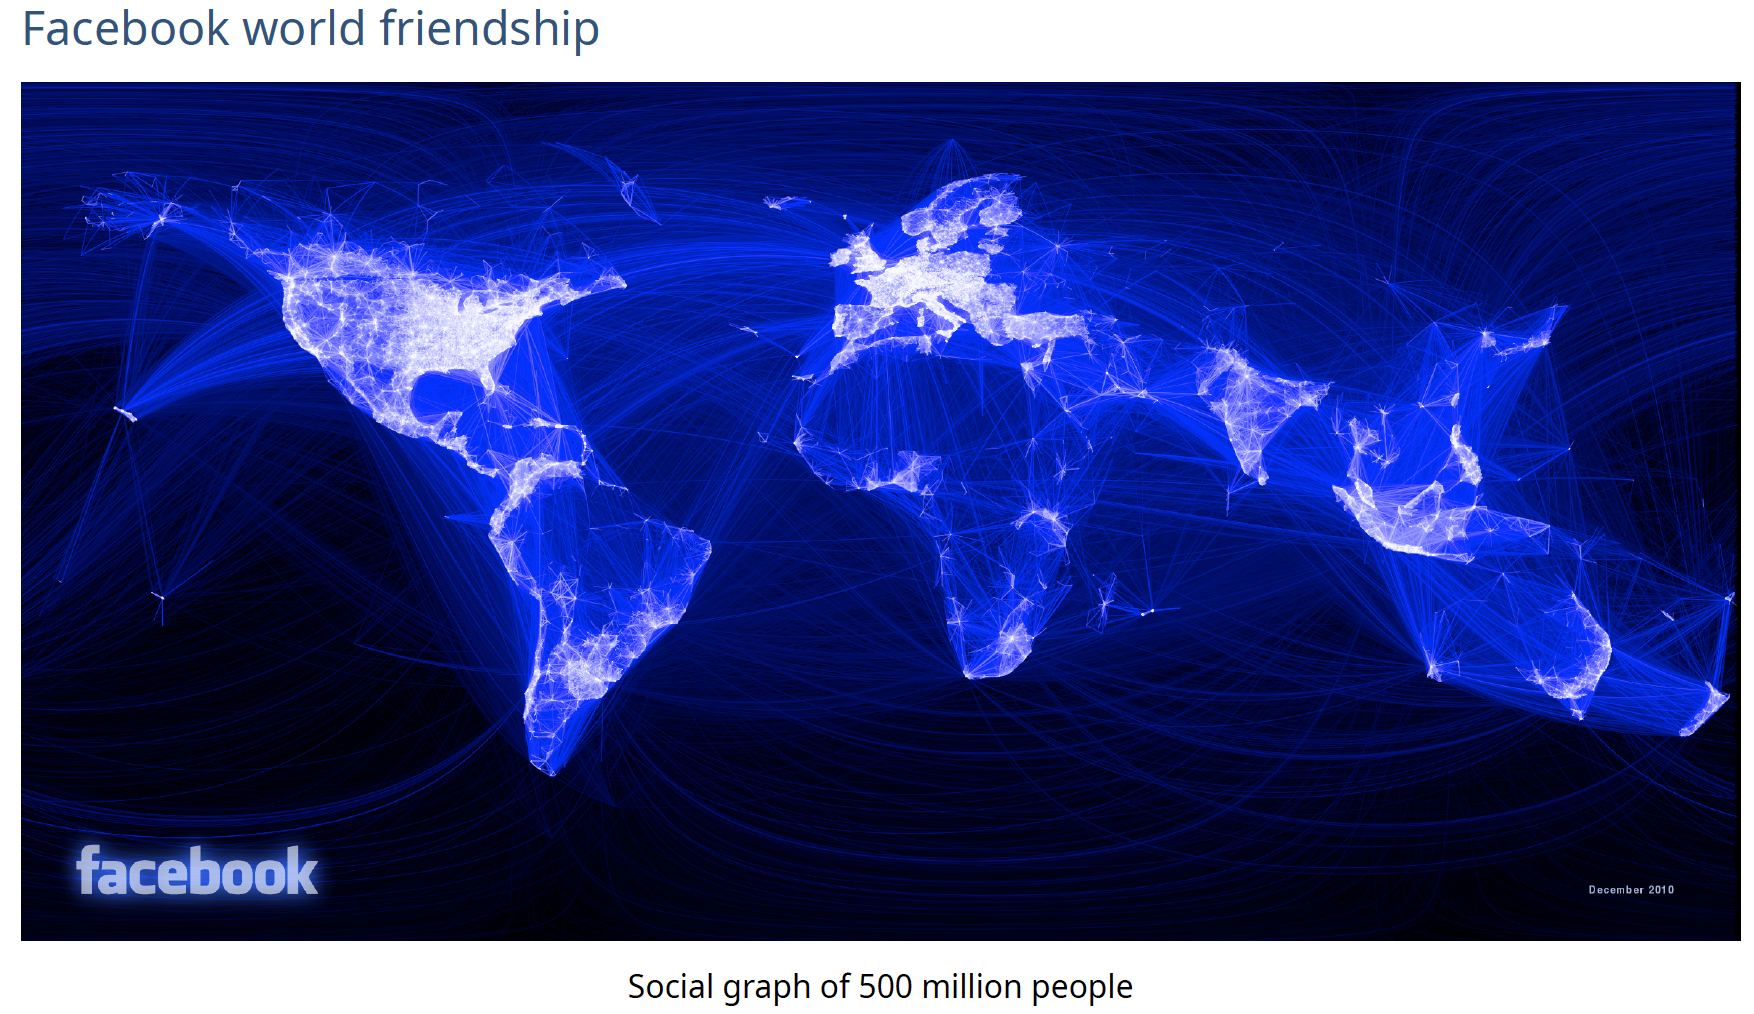 Facebook world friendship
facebook
December 2010
Social graph of 500 million people